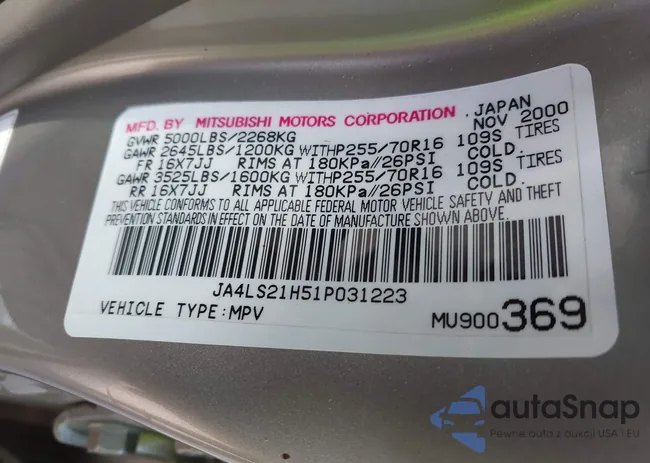 MFD. BY MITSUBISHI MOTORS CORPORATION JAPAN
GVWR 5000LBS/2268KG NOV 2000
GAWR 2645LBS/1200KG WITHP255/70R16 109S TIRES
FR 16X7JJ RIMS AT 180KPa//26PSI COLD.
GAWR 3525LBS/1600KG WITHP255/70R16 109S TIRES
RR 16X7JJ RIMS AT 180KPa//26PSI COLD.
THIS VEHICLE CONFORMS TO ALL APPLICABLE FEDERAL MOTOR VEHICLE SAFETY AND THEFT
PREVENTION STANDARDS IN EFFECT ON THE DATE OF MANUFACTURE SHOWN ABOVE.
JA4LS21H51P031223
VEHICLE TYPE:MPV MU900369
autaSnap
Pewne auta z aukcji USA i EU